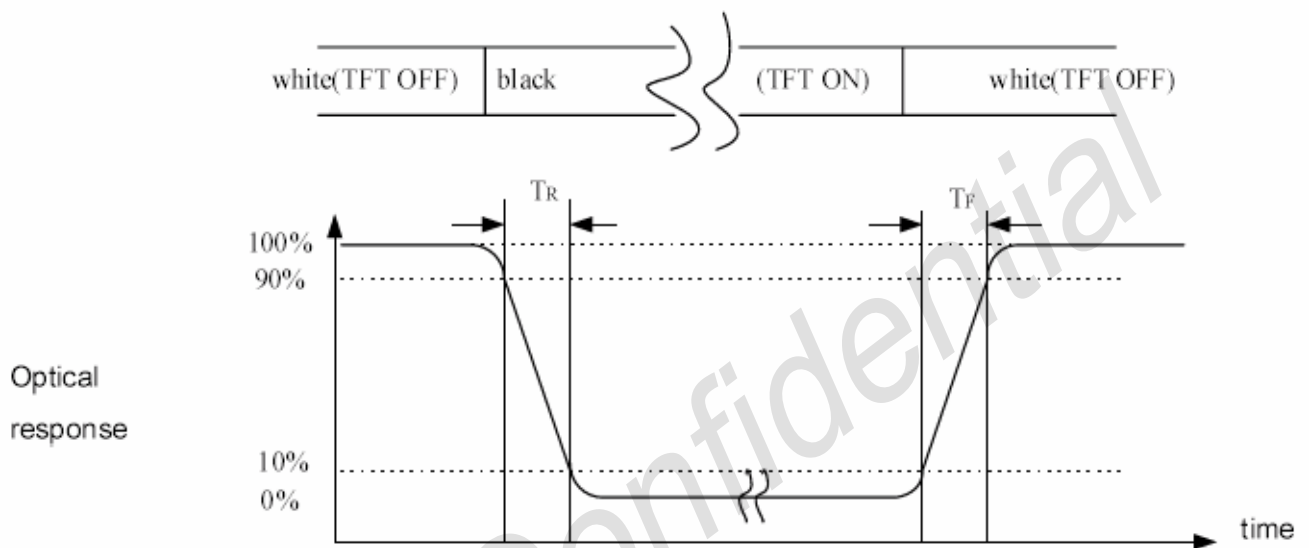 white(TFT OFF) black (TFT ON) white(TFT OFF)
TR TF
100%
90%
Optical
response
10%
0%
time
Confidential